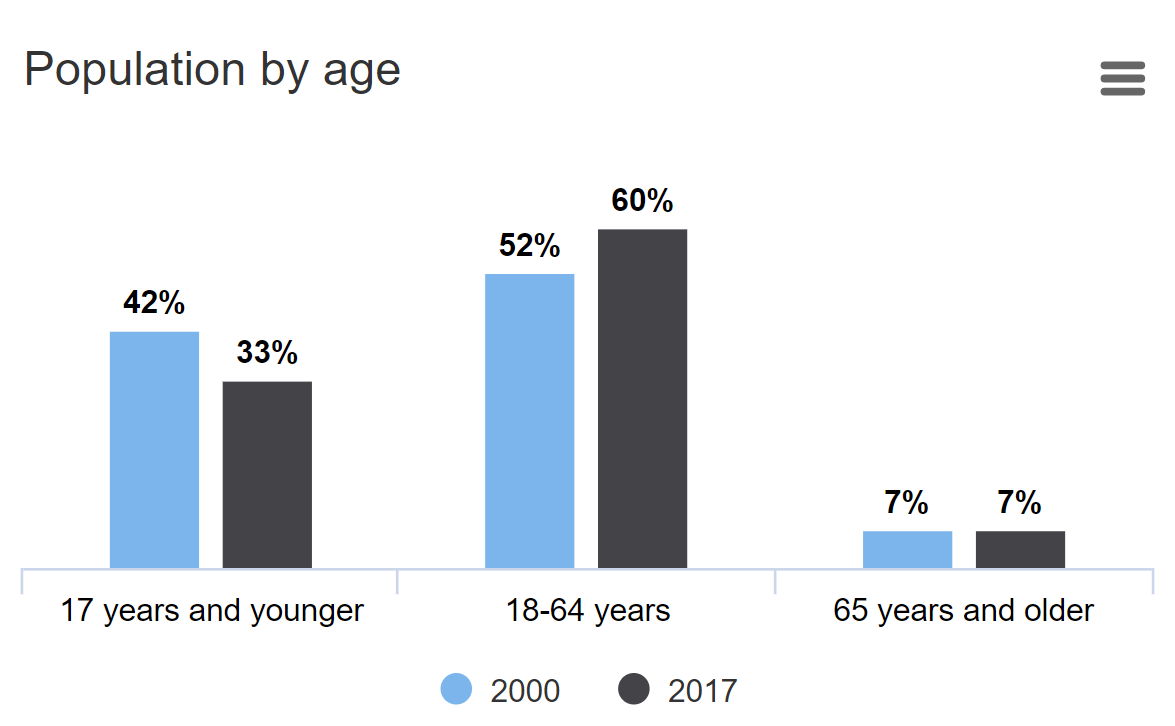 Population by age
42%
33%
52%
60%
7%
7%
17 years and younger
18-64 years
65 years and older
2000
2017